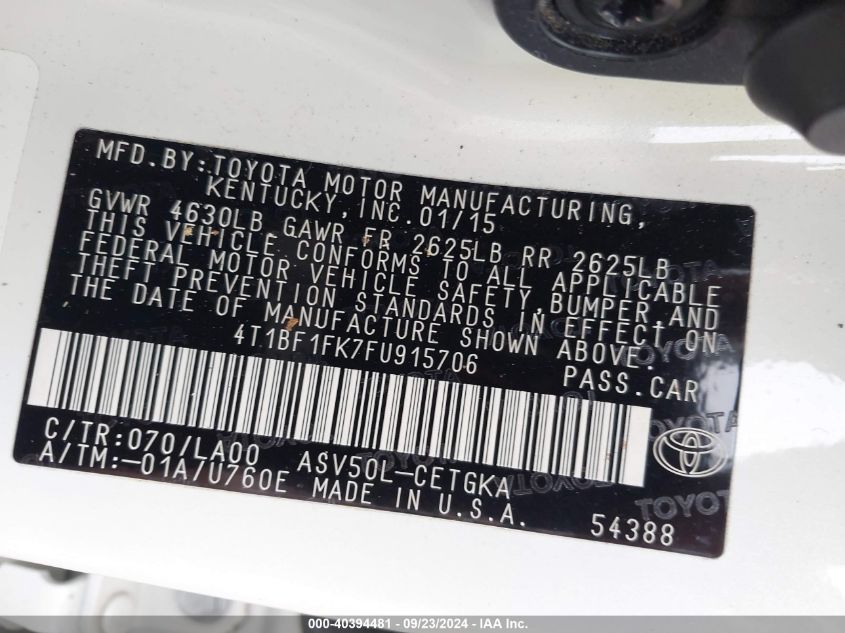 MFD.BY:TOYOTA MOTOR MANUFACTURING,
KENTUCKY,INC.01/15
GVWR 4630LB GAWR FR 2625LB RR 2625LB
THIS VEHICLE CONFORMS TO ALL APPLICABLE
FEDERAL MOTOR VEHICLE SAFETY,BUMPER,AND
THEFT PREVENTION STANDARDS IN EFFECT ON
THE DATE OF MANUFACTURE SHOWN ABOVE.
4T1BF1FK7FU915706
PASS.CAR
C/TR:070/LA00 ASV50L-CETGKA
A/TM:-01A/U760E MADE IN U.S.A.
TOYOTA
54388
000-40394481 - 09/23/2024 - IAA Inc.